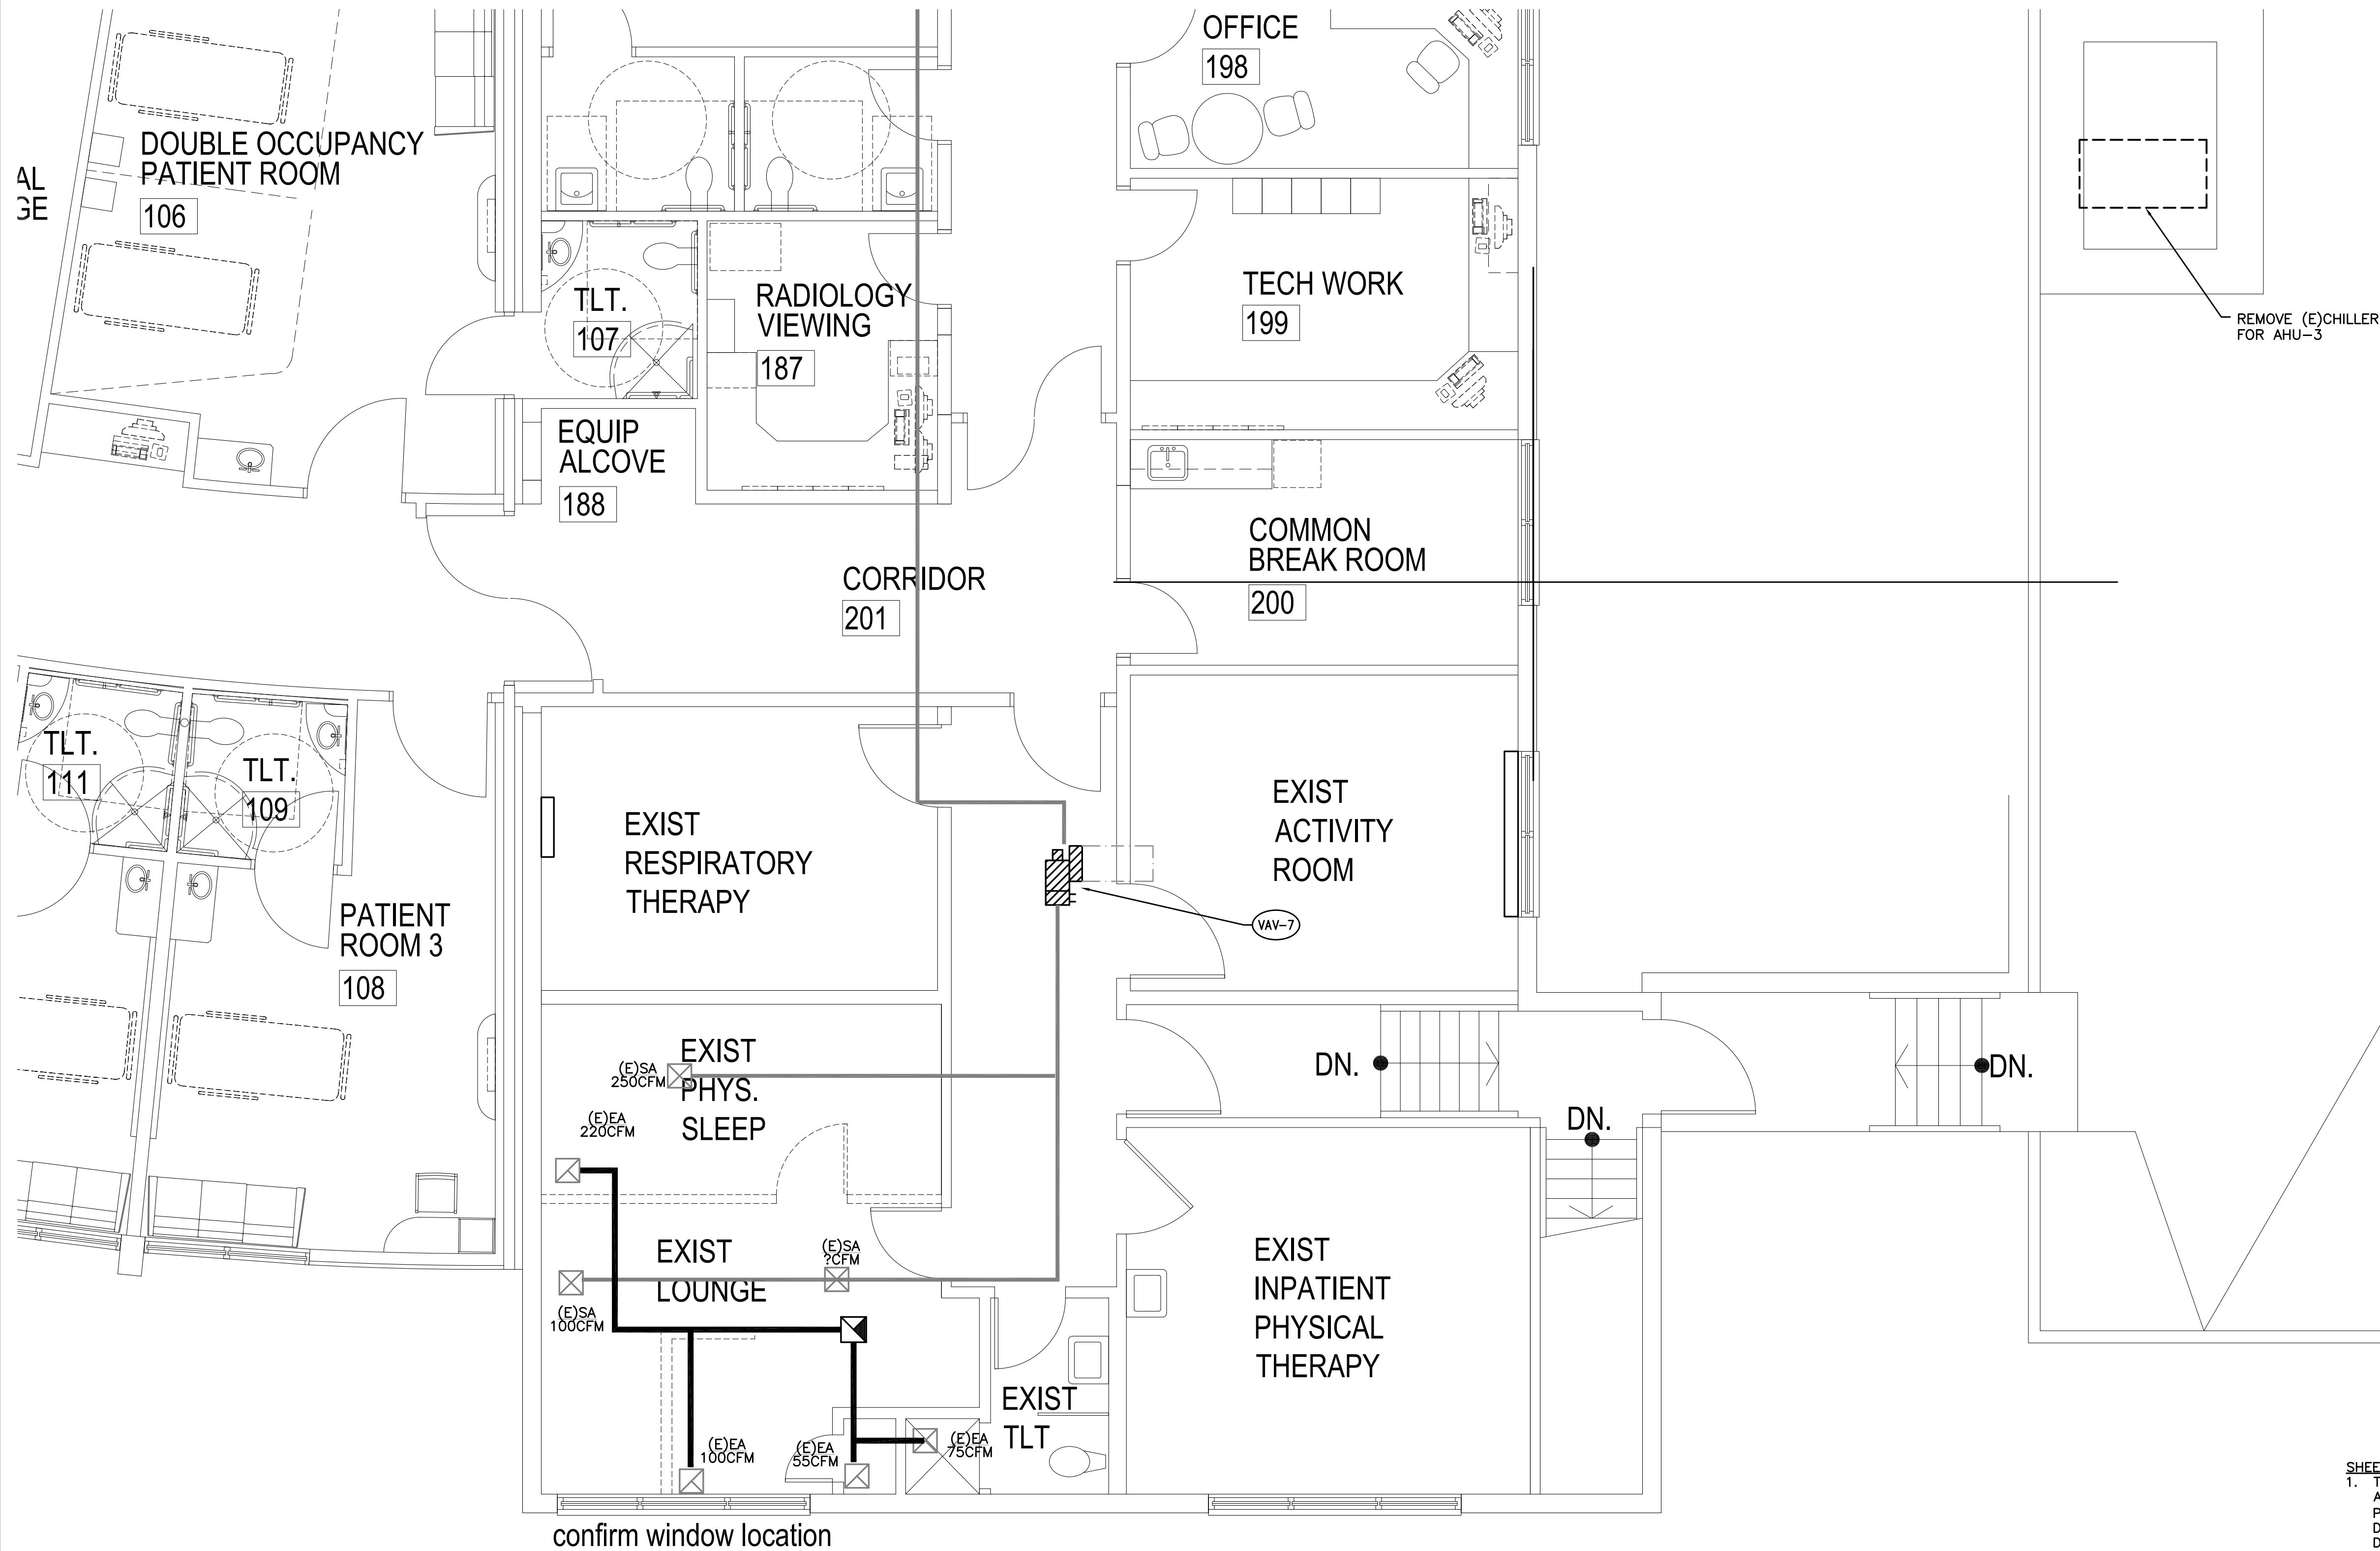 OFFICE
198
DOUBLE OCCUPANCY
PATIENT ROOM
106
AL
GE
TECH WORK
199
REMOVE (E)CHILLER
FOR AHU-3
TLT.
107
RADIOLOGY
VIEWING
187
EQUIP
ALCOVE
188
COMMON
BREAK ROOM
200
CORRIDOR
201
TLT.
111
TLT.
109
EXIST
RESPIRATORY
THERAPY
EXIST
ACTIVITY
ROOM
VAV-7
PATIENT
ROOM 3
108
EXIST
PHYS.
SLEEP
(E)SA
250CFM
(E)EA
220CFM
DN.
DN.
DN.
EXIST
LOUNGE
(E)SA
?CFM
(E)SA
100CFM
EXIST
INPATIENT
PHYSICAL
THERAPY
EXIST
TLT
(E)EA
100CFM
(E)EA
55CFM
(E)EA
75CFM
confirm window location
SHEE
1. T
A
P
D
D